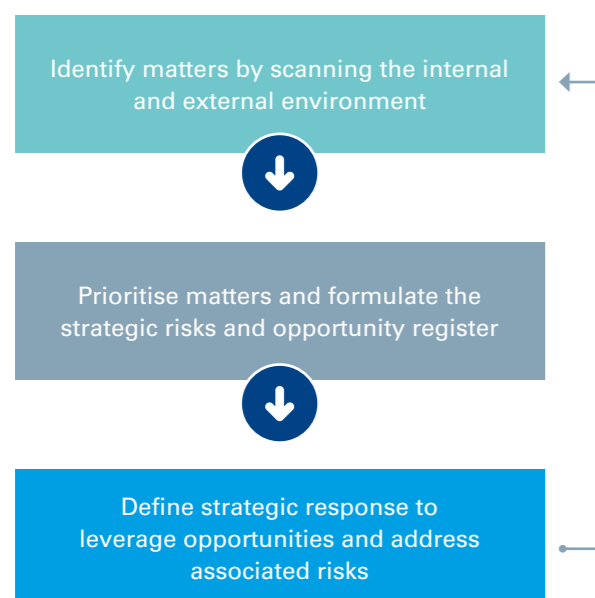 Identify matters by scanning the internal
and external environment
Prioritise matters and formulate the
strategic risks and opportunity register
Define strategic response to
leverage opportunities and address
associated risks